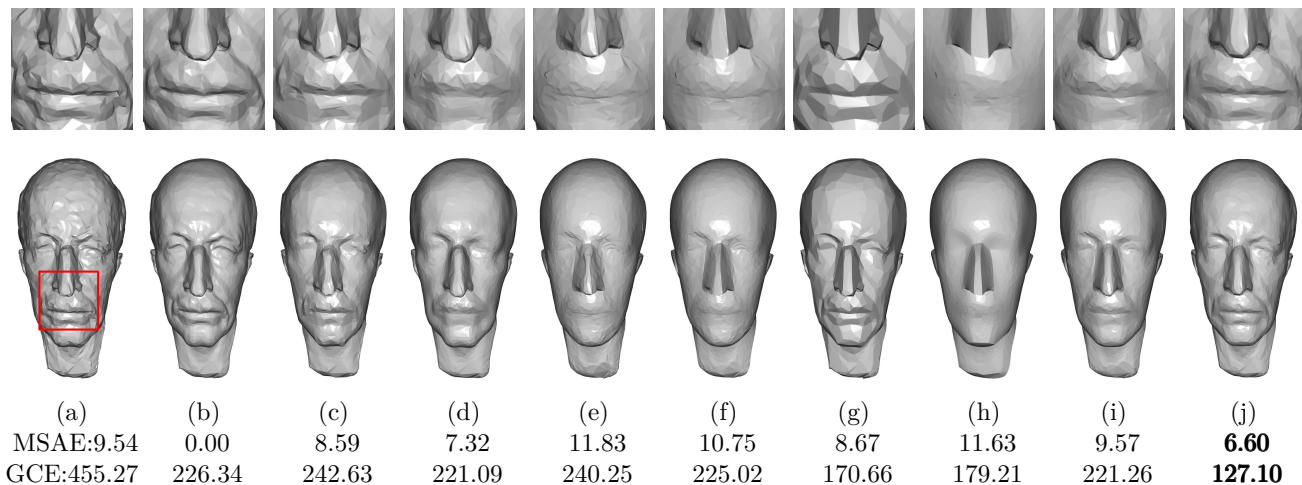 (a) (b) (c) (d) (e) (f) (g) (h) (i) (j)
MSAE:9.54 0.00 8.59 7.32 11.83 10.75 8.67 11.63 9.57 6.60
GCE:455.27 226.34 242.63 221.09 240.25 225.02 170.66 179.21 221.26 127.10